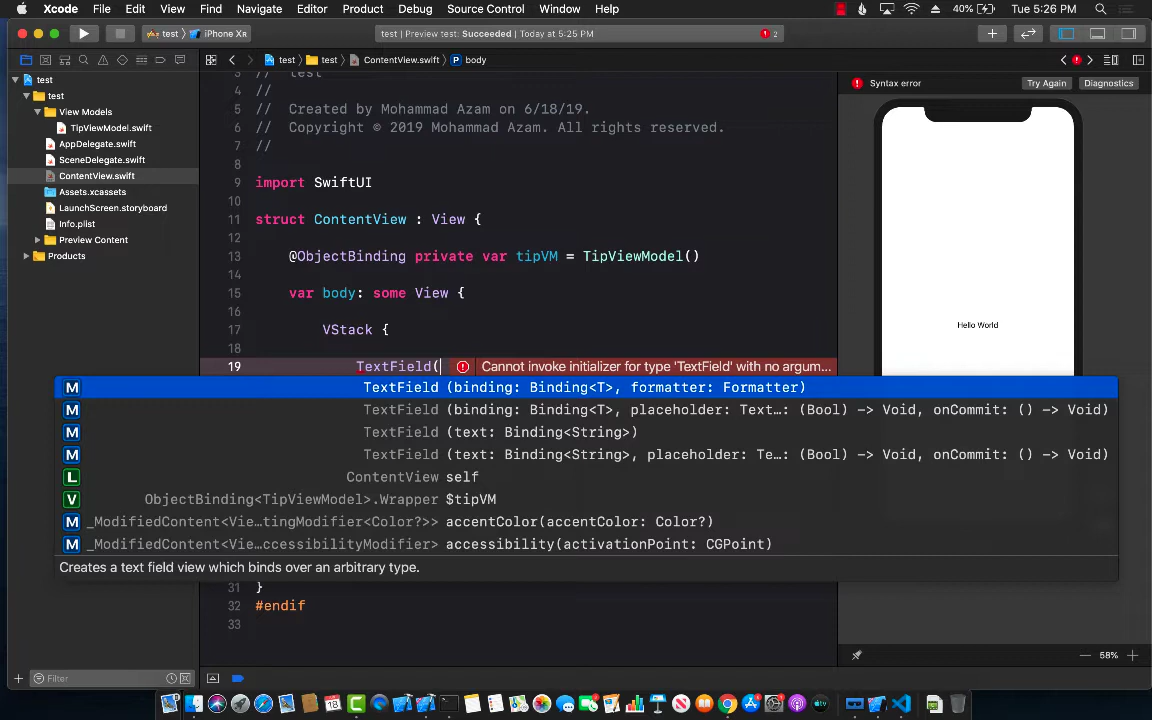 Xcode File Edit View Find Navigate Editor Product Debug Source Control Window Help 40% Tue 5:26 PM
test iPhone XR test | Preview test: Succeeded | Today at 5:25 PM 2
test test ContentView.swift body
test
test
View Models
TipViewModel.swift
AppDelegate.swift
SceneDelegate.swift
ContentView.swift
Assets.xcassets
LaunchScreen.storyboard
Info.plist
Preview Content
Products
Filter
3 // test
4 //
5 // Created by Mohammad Azam on 6/18/19.
6 // Copyright © 2019 Mohammad Azam. All rights reserved.
7 //
8
9 import SwiftUI
10
11 struct ContentView : View {
12
13 @ObjectBinding private var tipVM = TipViewModel()
14
15 var body: some View {
16
17 VStack {
18
19 TextField( Cannot invoke initializer for type 'TextField' with no argum...
M TextField (binding: Binding<T>, formatter: Formatter)
M TextField (binding: Binding<T>, placeholder: Text…: (Bool) -> Void, onCommit: () -> Void)
M TextField (text: Binding<String>)
M TextField (text: Binding<String>, placeholder: Te…: (Bool) -> Void, onCommit: () -> Void)
L ContentView self
V ObjectBinding<TipViewModel>.Wrapper $tipVM
M _ModifiedContent<Vie…tingModifier<Color?>> accentColor(accentColor: Color?)
M _ModifiedContent<Vie…ccessibilityModifier> accessibility(activationPoint: CGPoint)
Creates a text field view which binds over an arbitrary type.
31 }
32 #endif
33
Syntax error Try Again Diagnostics
Hello World
58%
18